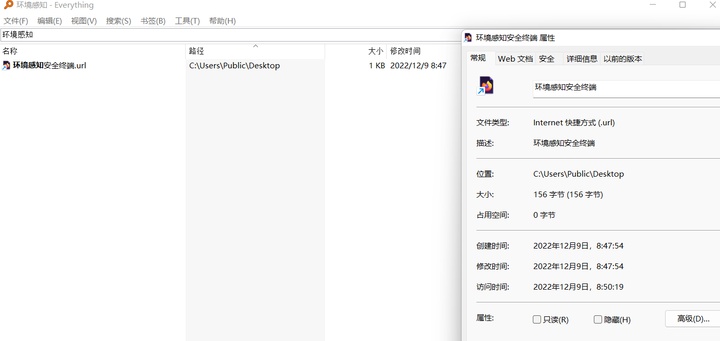 环境感知 - Everything
文件(F) 编辑(E) 视图(V) 搜索(S) 书签(B) 工具(T) 帮助(H)
环境感知
名称 路径 大小 修改时间
环境感知安全终端.url C:\Users\Public\Desktop 1 KB 2022/12/9 8:47
环境感知安全终端 属性
常规 Web 文档 安全 详细信息 以前的版本
环境感知安全终端
文件类型: Internet 快捷方式 (.url)
描述: 环境感知安全终端
位置: C:\Users\Public\Desktop
大小: 156 字节 (156 字节)
占用空间: 0 字节
创建时间: 2022年12月9日，8:47:54
修改时间: 2022年12月9日，8:47:54
访问时间: 2022年12月9日，8:50:19
属性: 只读(R) 隐藏(H) 高级(D)...